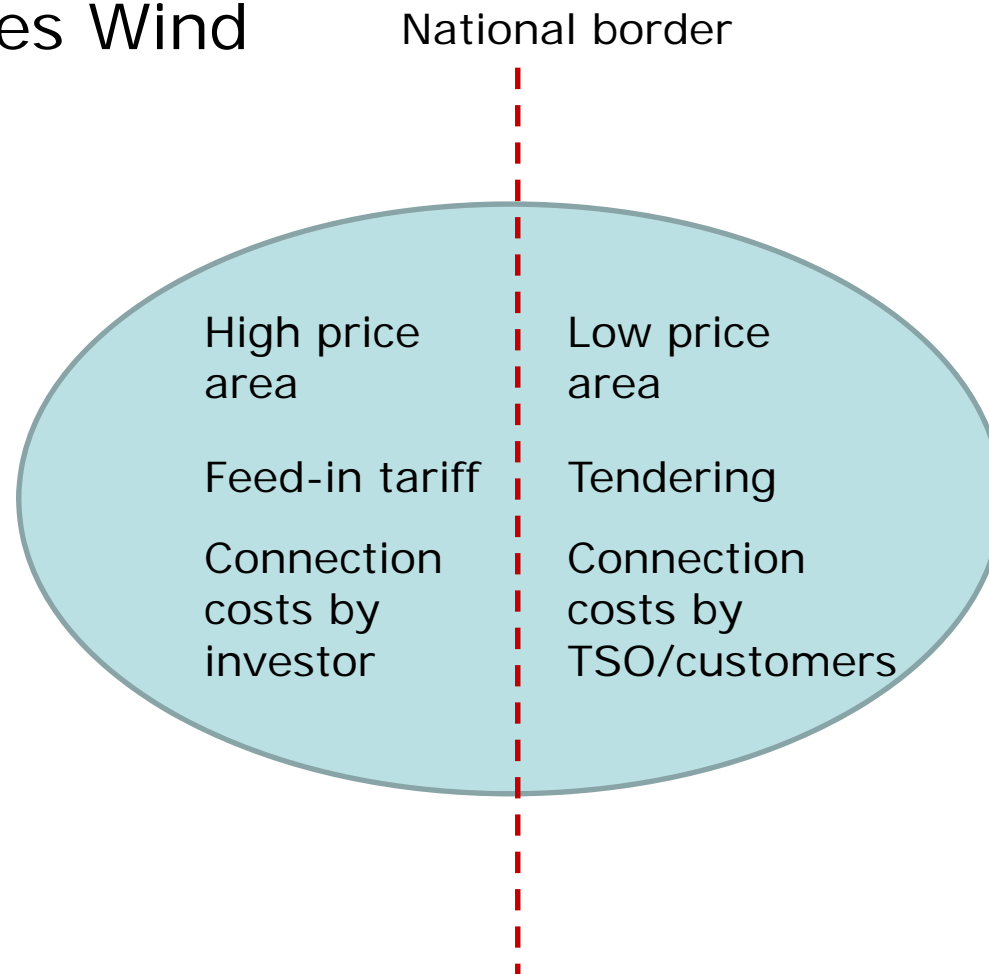 es Wind
National border
High price
area
Feed-in tariff
Connection
costs by
investor
Low price
area
Tendering
Connection
costs by
TSO/customers